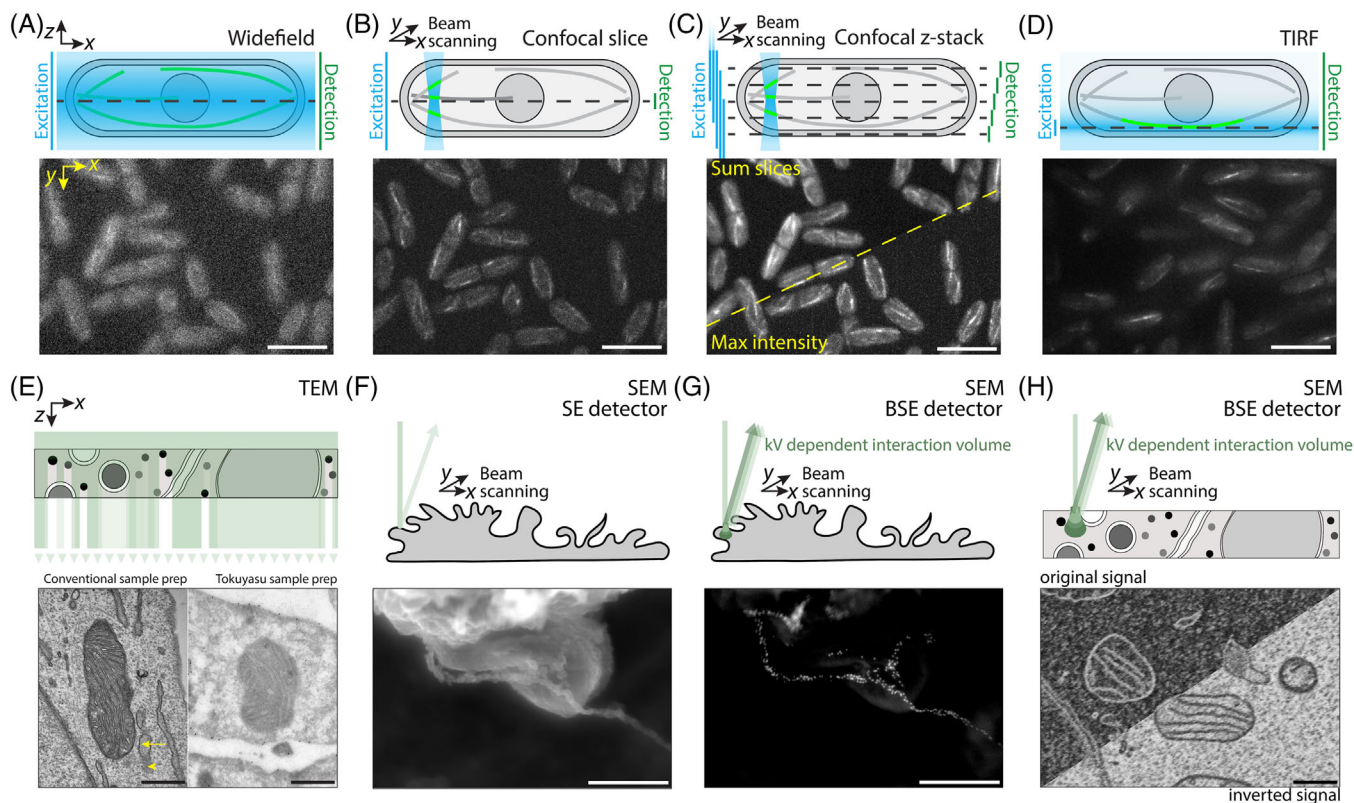 (A)
z
x
Widefield
Excitation
Detection
y
x
(B)
y
x
Beam
scanning
Confocal slice
Excitation
Detection
(C)
y
x
Beam
scanning
Confocal z-stack
Excitation
Detection
Sum slices
Max intensity
(D)
TIRF
Excitation
Detection
(E)
z
x
TEM
Conventional sample prep
Tokuyasu sample prep
(F)
SEM
SE detector
y
x
Beam
scanning
(G)
SEM
BSE detector
kV dependent interaction volume
y
x
Beam
scanning
(H)
SEM
BSE detector
kV dependent interaction volume
y
x
Beam
scanning
original signal
inverted signal